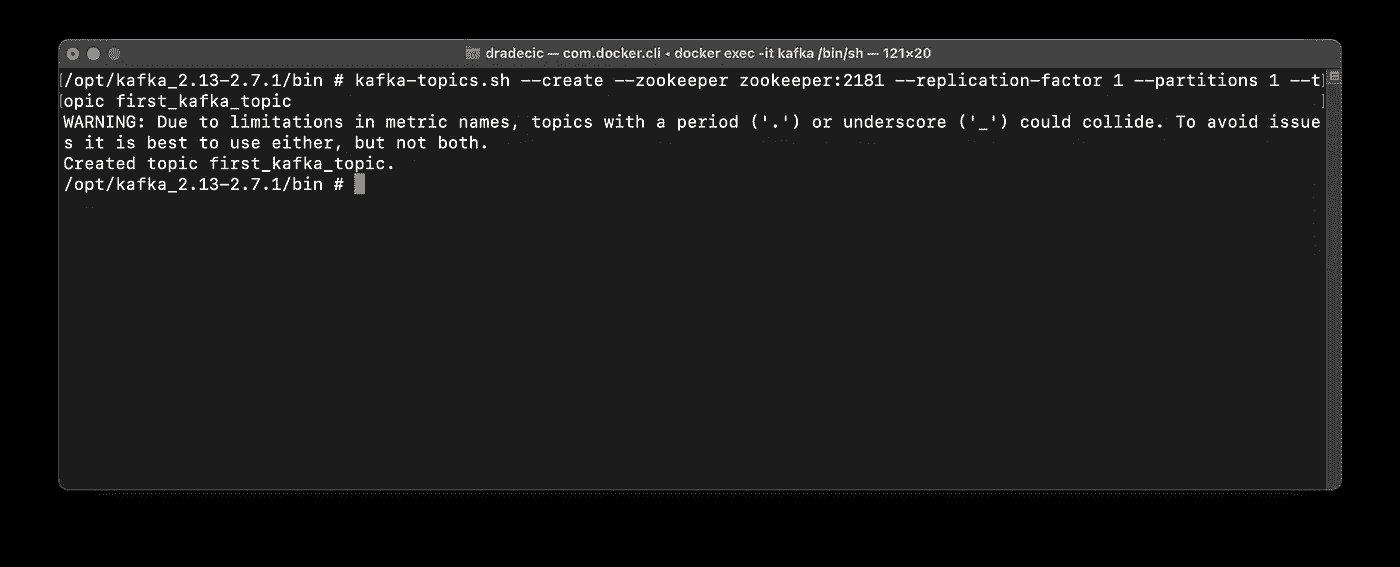 dradecic — com.docker.cli ◂ docker exec -it kafka /bin/sh — 121×20
[/opt/kafka_2.13-2.7.1/bin # kafka-topics.sh --create --zookeeper zookeeper:2181 --replication-factor 1 --partitions 1 --t]
[opic first_kafka_topic ]
WARNING: Due to limitations in metric names, topics with a period ('.') or underscore ('_') could collide. To avoid issue
s it is best to use either, but not both.
Created topic first_kafka_topic.
/opt/kafka_2.13-2.7.1/bin #